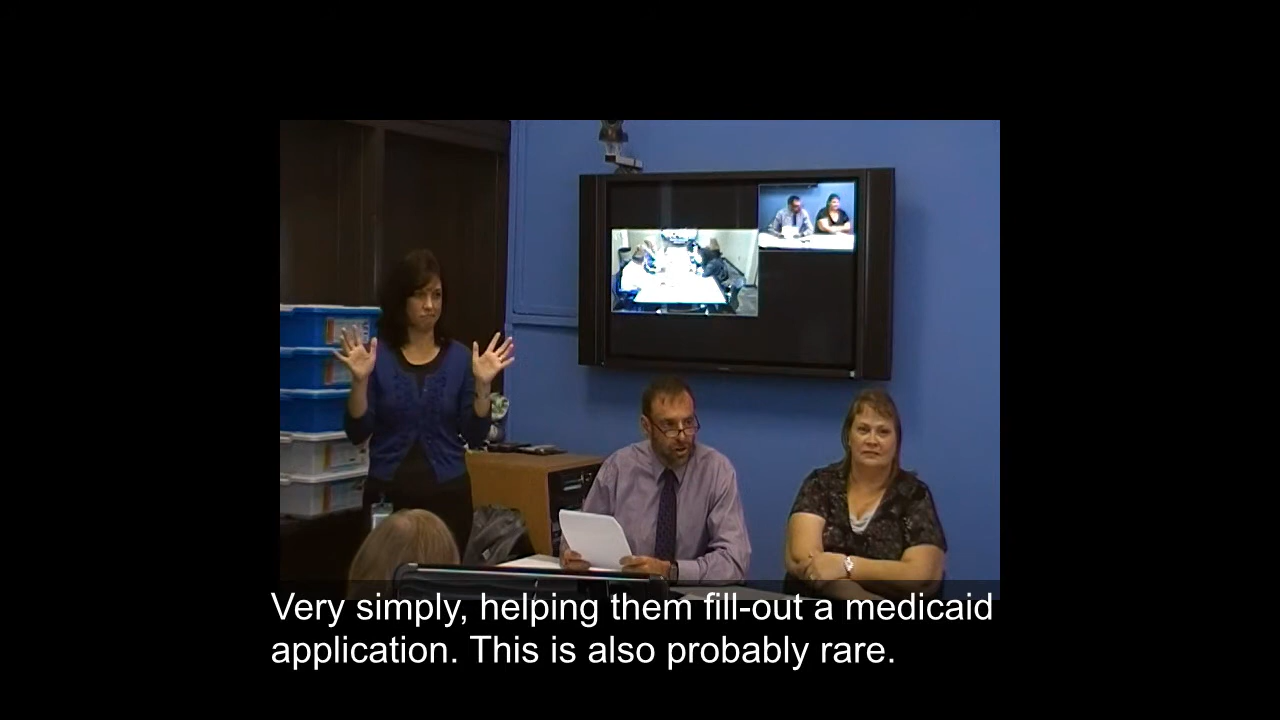 Very simply, helping them fill-out a medicaid
application. This is also probably rare.